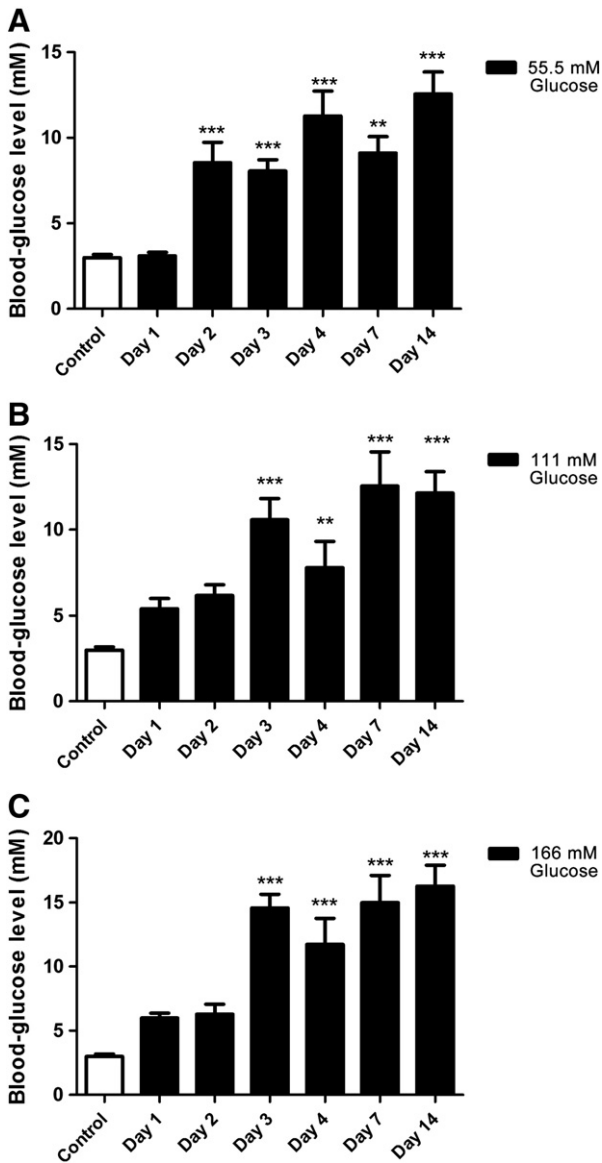 A
Blood-glucose level (mM)
15
10
5
0
***
***
***
**
***
Control
Day 1
Day 2
Day 3
Day 4
Day 7
Day 14
55.5 mM
Glucose
B
Blood-glucose level (mM)
15
10
5
0
***
**
***
***
Control
Day 1
Day 2
Day 3
Day 4
Day 7
Day 14
111 mM
Glucose
C
Blood-glucose level (mM)
20
15
10
5
0
***
***
***
***
Control
Day 1
Day 2
Day 3
Day 4
Day 7
Day 14
166 mM
Glucose